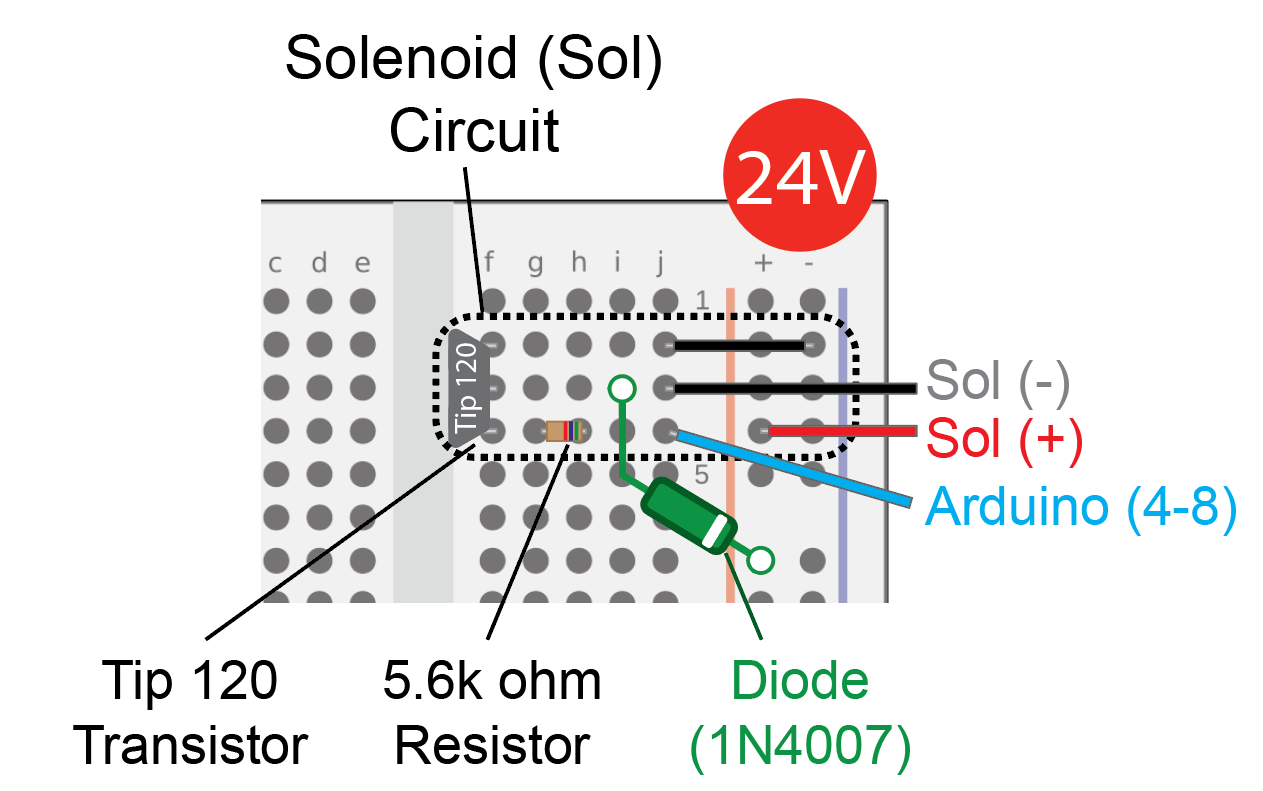 Solenoid (Sol)
Circuit
24V
c d e f g h i j + -
1
Tip 120
5
Sol (-)
Sol (+)
Arduino (4-8)
Tip 120
Transistor
5.6k ohm
Resistor
Diode
(1N4007)